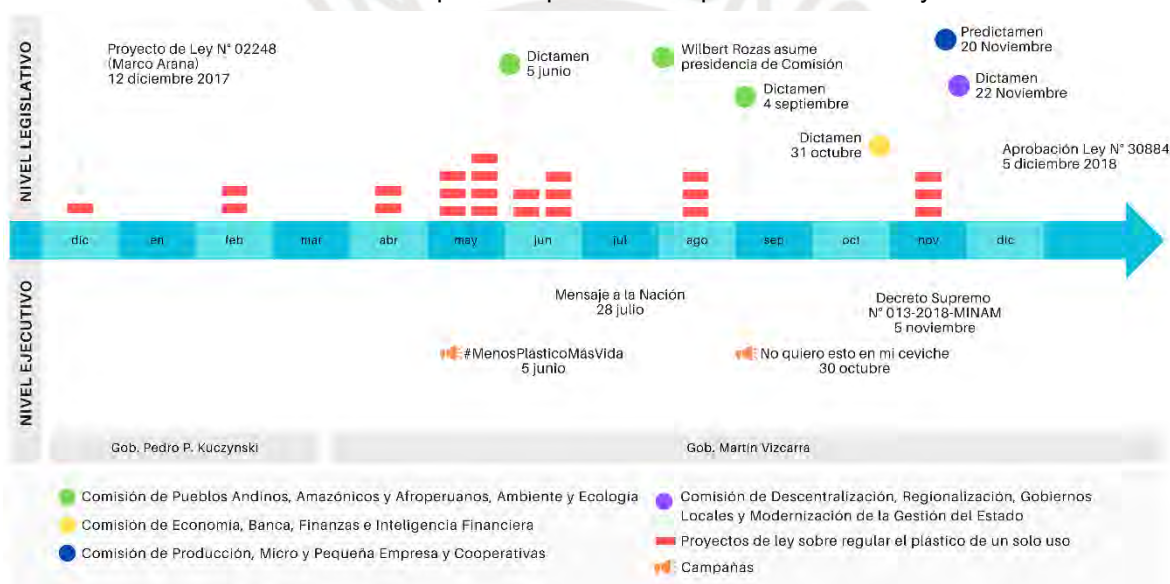 NIVEL LEGISLATIVO
Proyecto de Ley N° 02248
(Marco Arana)
12 diciembre 2017
Dictamen
5 junio
Wilbert Rozas asume
presidencia de Comisión
Dictamen
4 septiembre
Dictamen
31 octubre
Predictamen
20 Noviembre
Dictamen
22 Noviembre
Aprobación Ley N° 30884
5 diciembre 2018
dic en feb mar abr may jun jul ago sep oct nov dic
NIVEL EJECUTIVO
Mensaje a la Nación
28 julio
Decreto Supremo
N° 013-2018-MINAM
5 noviembre
#MenosPlásticoMásVida
5 junio
No quiero esto en mi ceviche
30 octubre
Gob. Pedro P. Kuczynski
Gob. Martín Vizcarra
Comisión de Pueblos Andinos, Amazónicos y Afroperuanos, Ambiente y Ecología
Comisión de Economía, Banca, Finanzas e Inteligencia Financiera
Comisión de Producción, Micro y Pequeña Empresa y Cooperativas
Comisión de Descentralización, Regionalización, Gobiernos
Locales y Modernización de la Gestión del Estado
Proyectos de ley sobre regular el plástico de un solo uso
Campañas